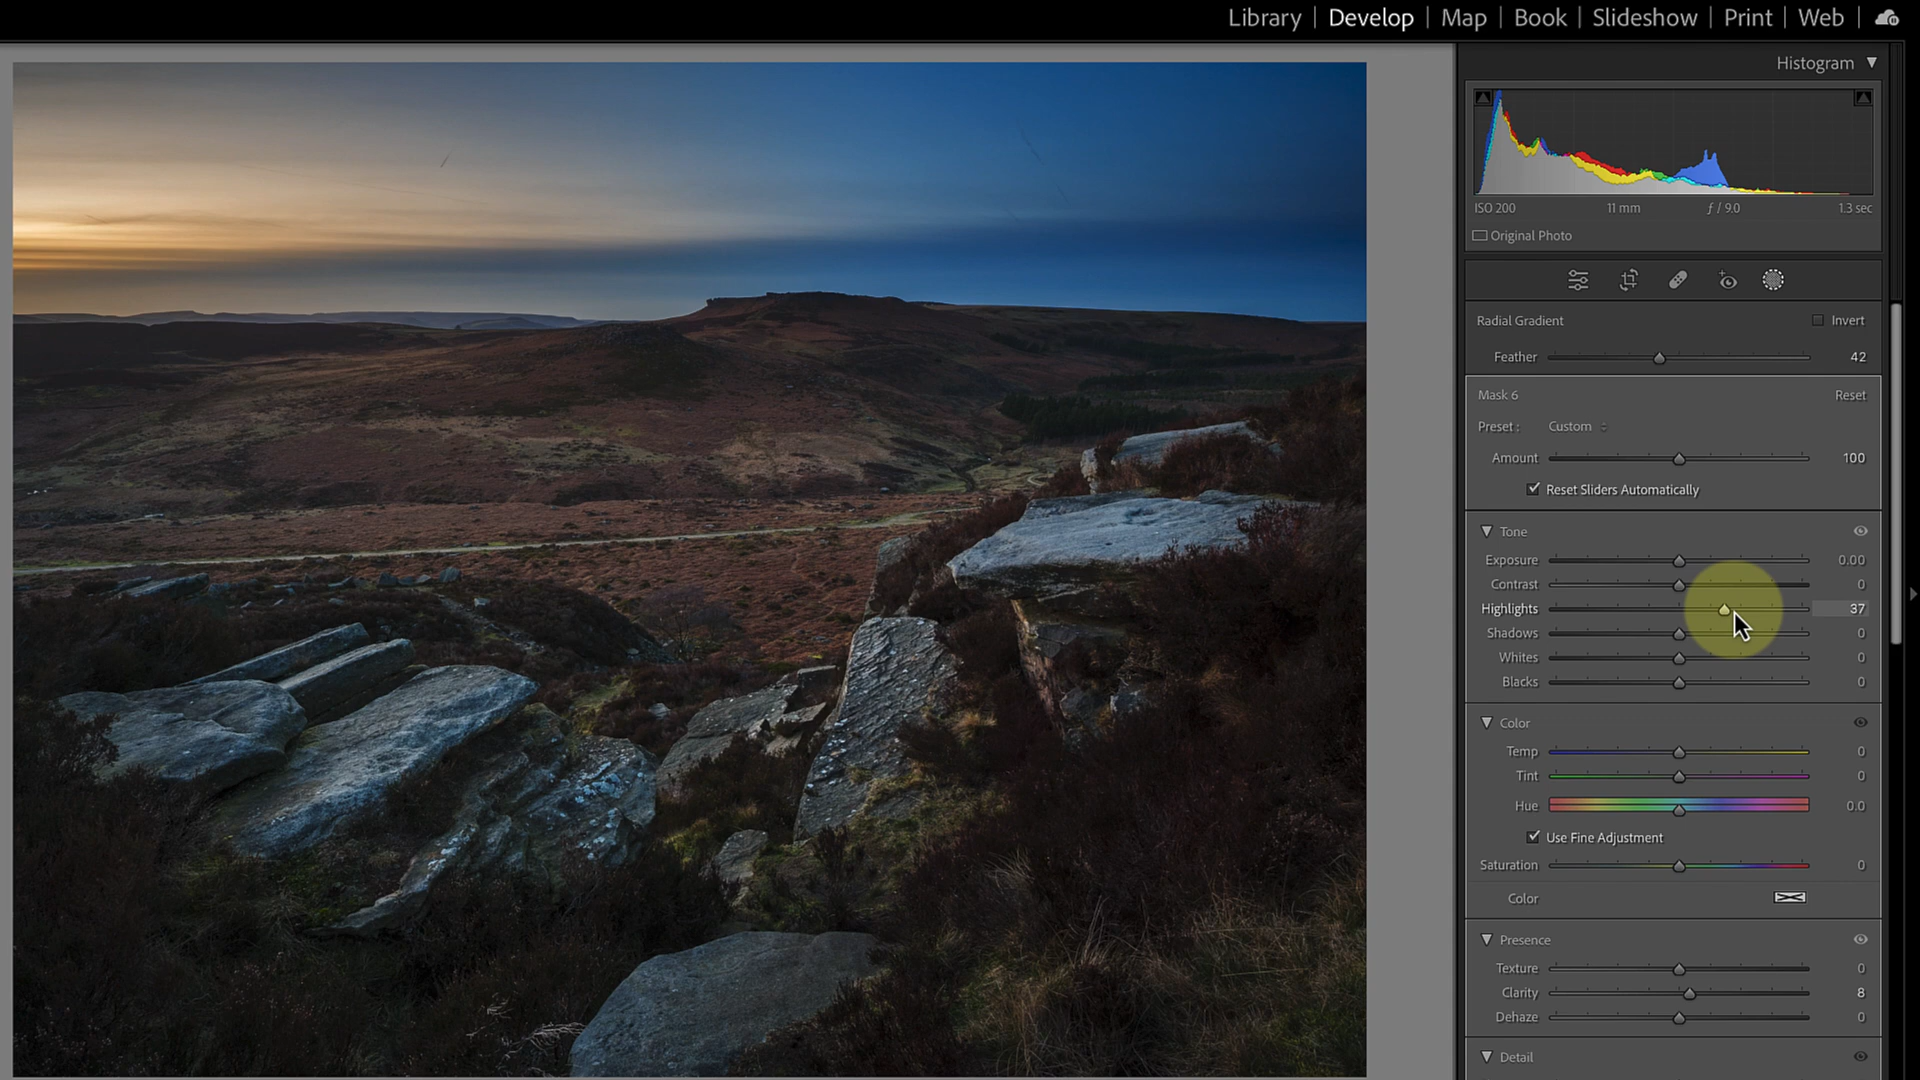 Library | Develop | Map | Book | Slideshow | Print | Web |
Histogram
ISO 200 11 mm ƒ / 9.0 1.3 sec
Original Photo
Radial Gradient Invert
Feather 42
Mask 6 Reset
Preset : Custom
Amount 100
Reset Sliders Automatically
Tone
Exposure 0.00
Contrast 0
Highlights 37
Shadows 0
Whites 0
Blacks 0
Color
Temp 0
Tint 0
Hue 0.0
Use Fine Adjustment
Saturation 0
Color
Presence
Texture 0
Clarity 8
Dehaze 0
Detail